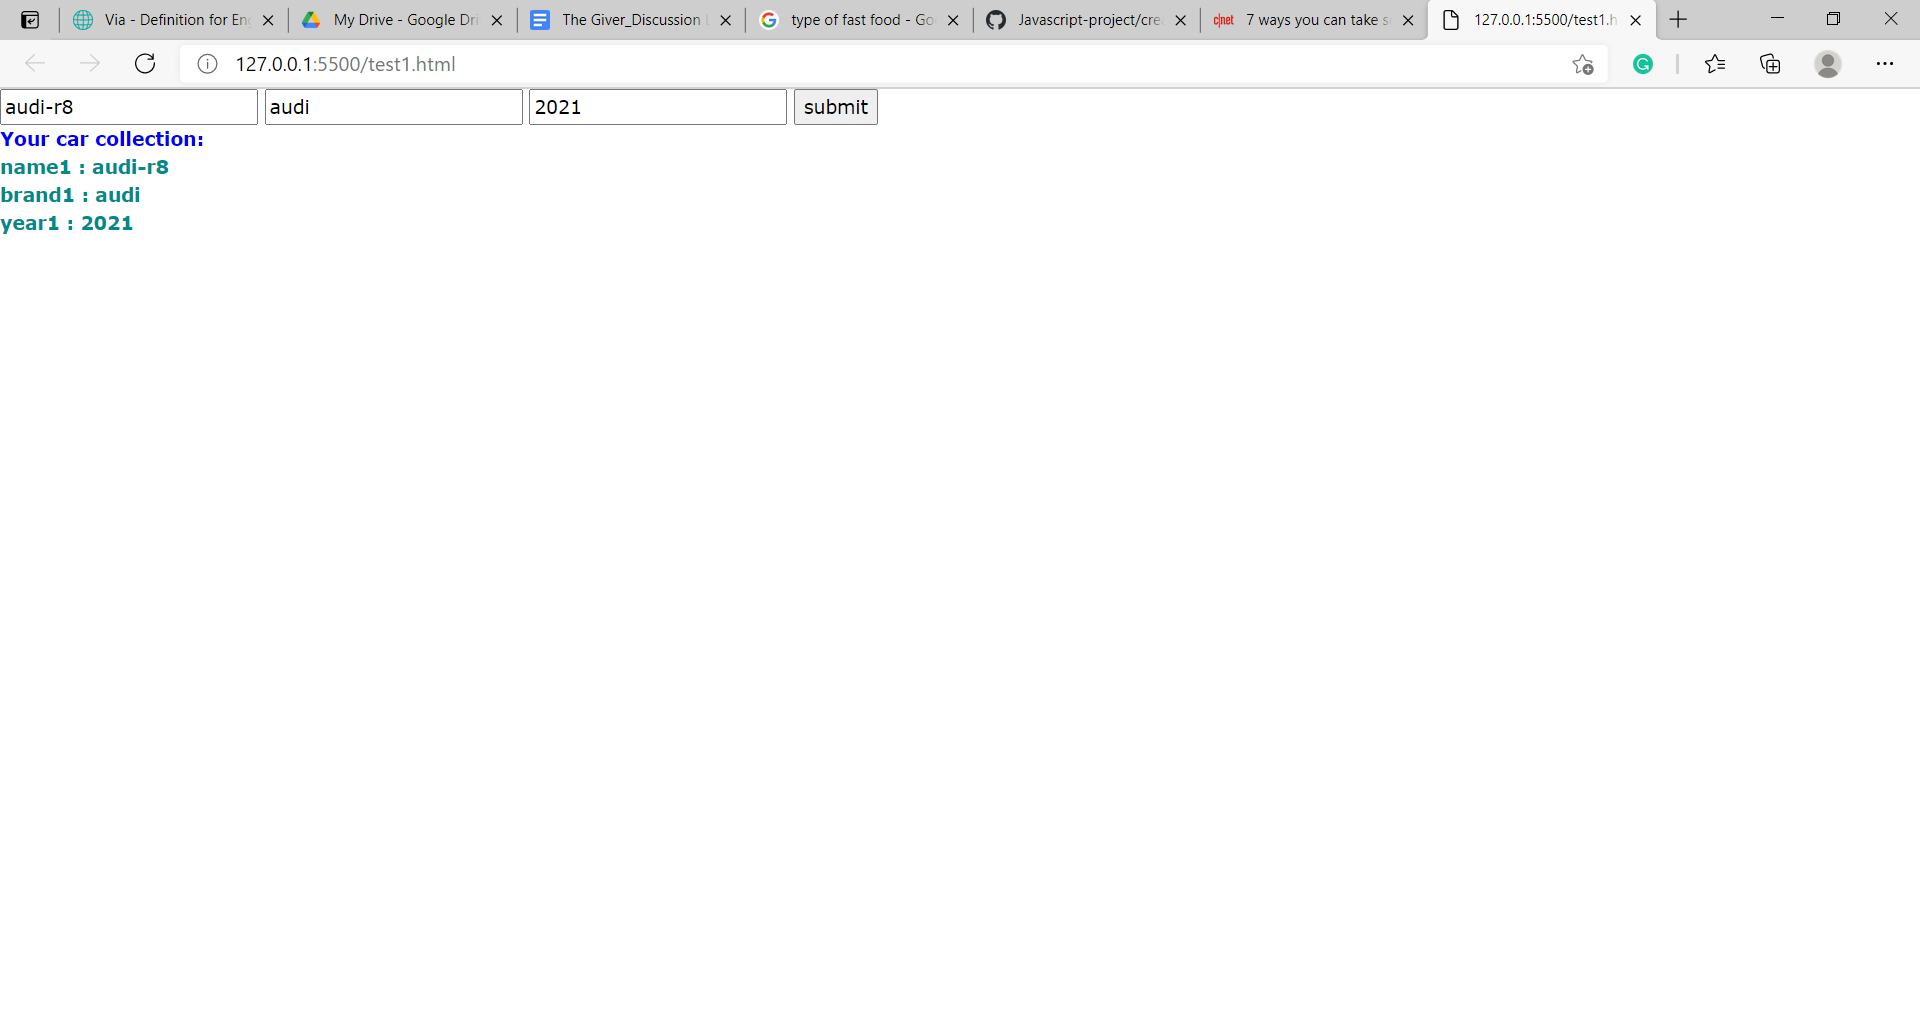 Via - Definition for En
My Drive - Google Dri
The Giver_Discussion
type of fast food - Go
Javascript-project/cre
c|net 7 ways you can take s
127.0.0.1:5500/test1.h
127.0.0.1:5500/test1.html
audi-r8 audi 2021 submit
Your car collection:
name1 : audi-r8
brand1 : audi
year1 : 2021